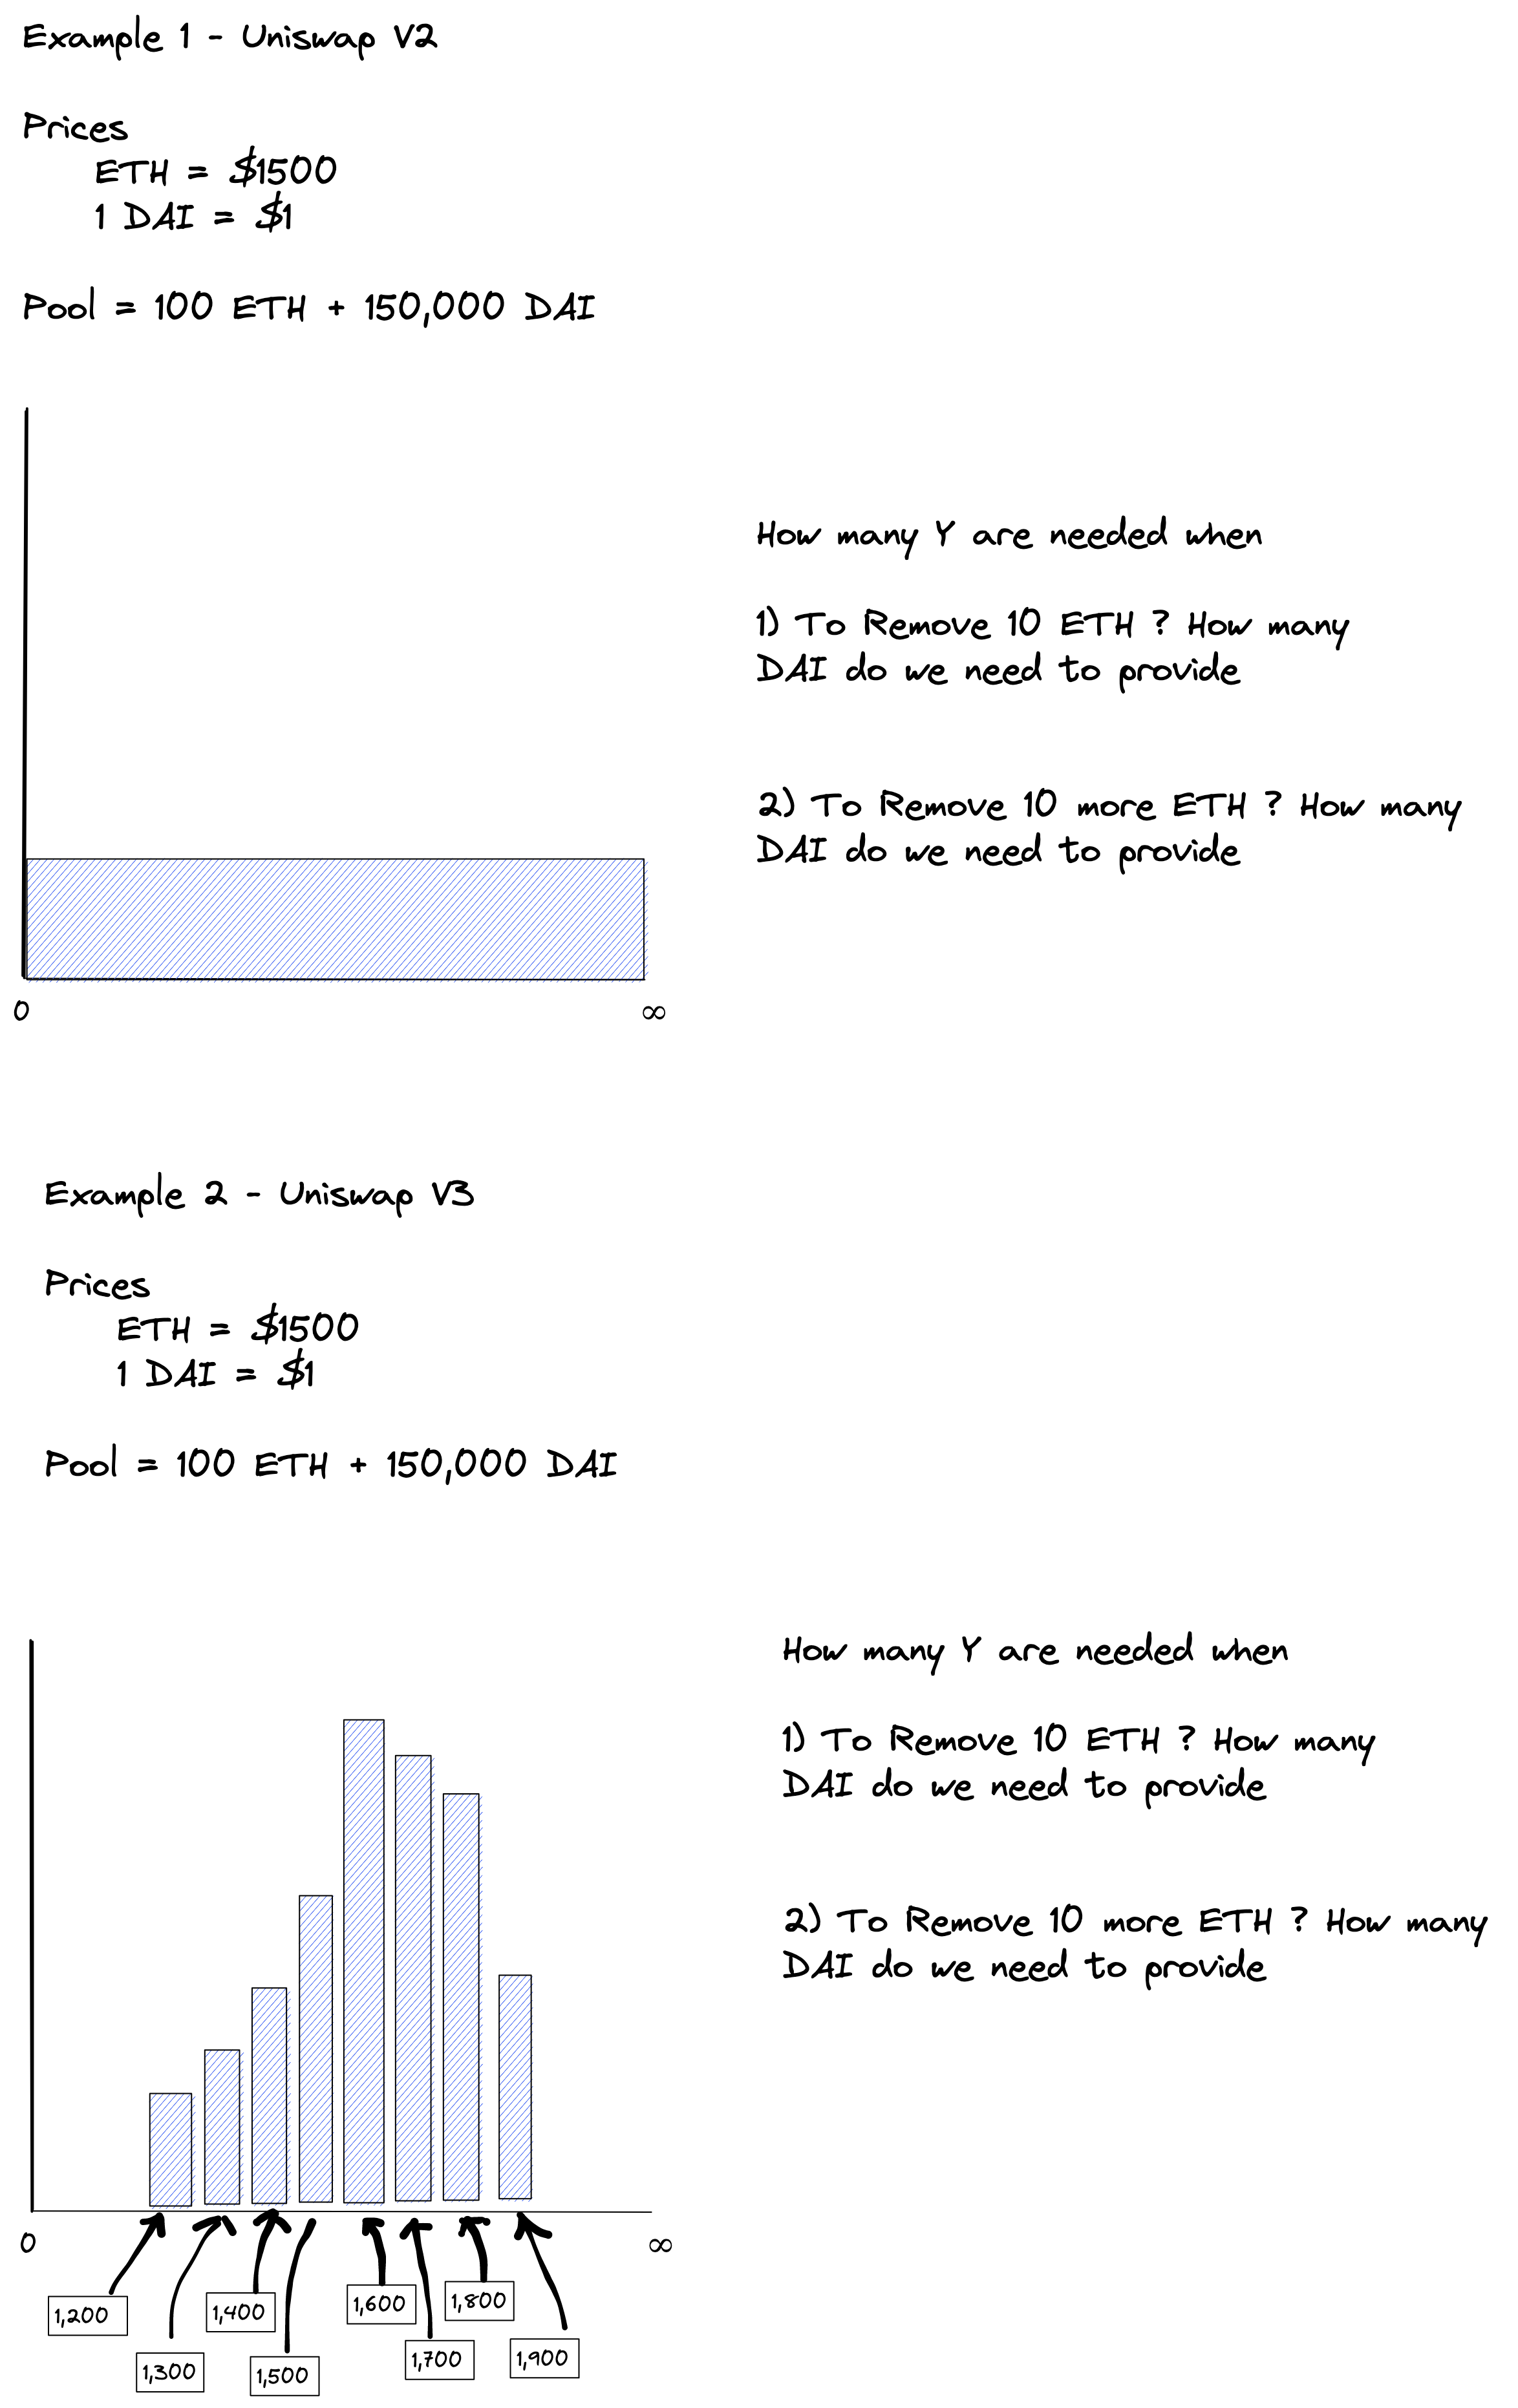 Example 1 - Uniswap V2
Prices
ETH = $1500
1 DAI = $1
Pool = 100 ETH + 150,000 DAI
How many Y are needed when
1) To Remove 10 ETH ? How many
DAI do we need to provide
2) To Remove 10 more ETH ? How many
DAI do we need to provide
0
∞
Example 2 - Uniswap V3
Prices
ETH = $1500
1 DAI = $1
Pool = 100 ETH + 150,000 DAI
How many Y are needed when
1) To Remove 10 ETH ? How many
DAI do we need to provide
2) To Remove 10 more ETH ? How many
DAI do we need to provide
0
∞
1,200
1,300
1,400
1,500
1,600
1,700
1,800
1,900